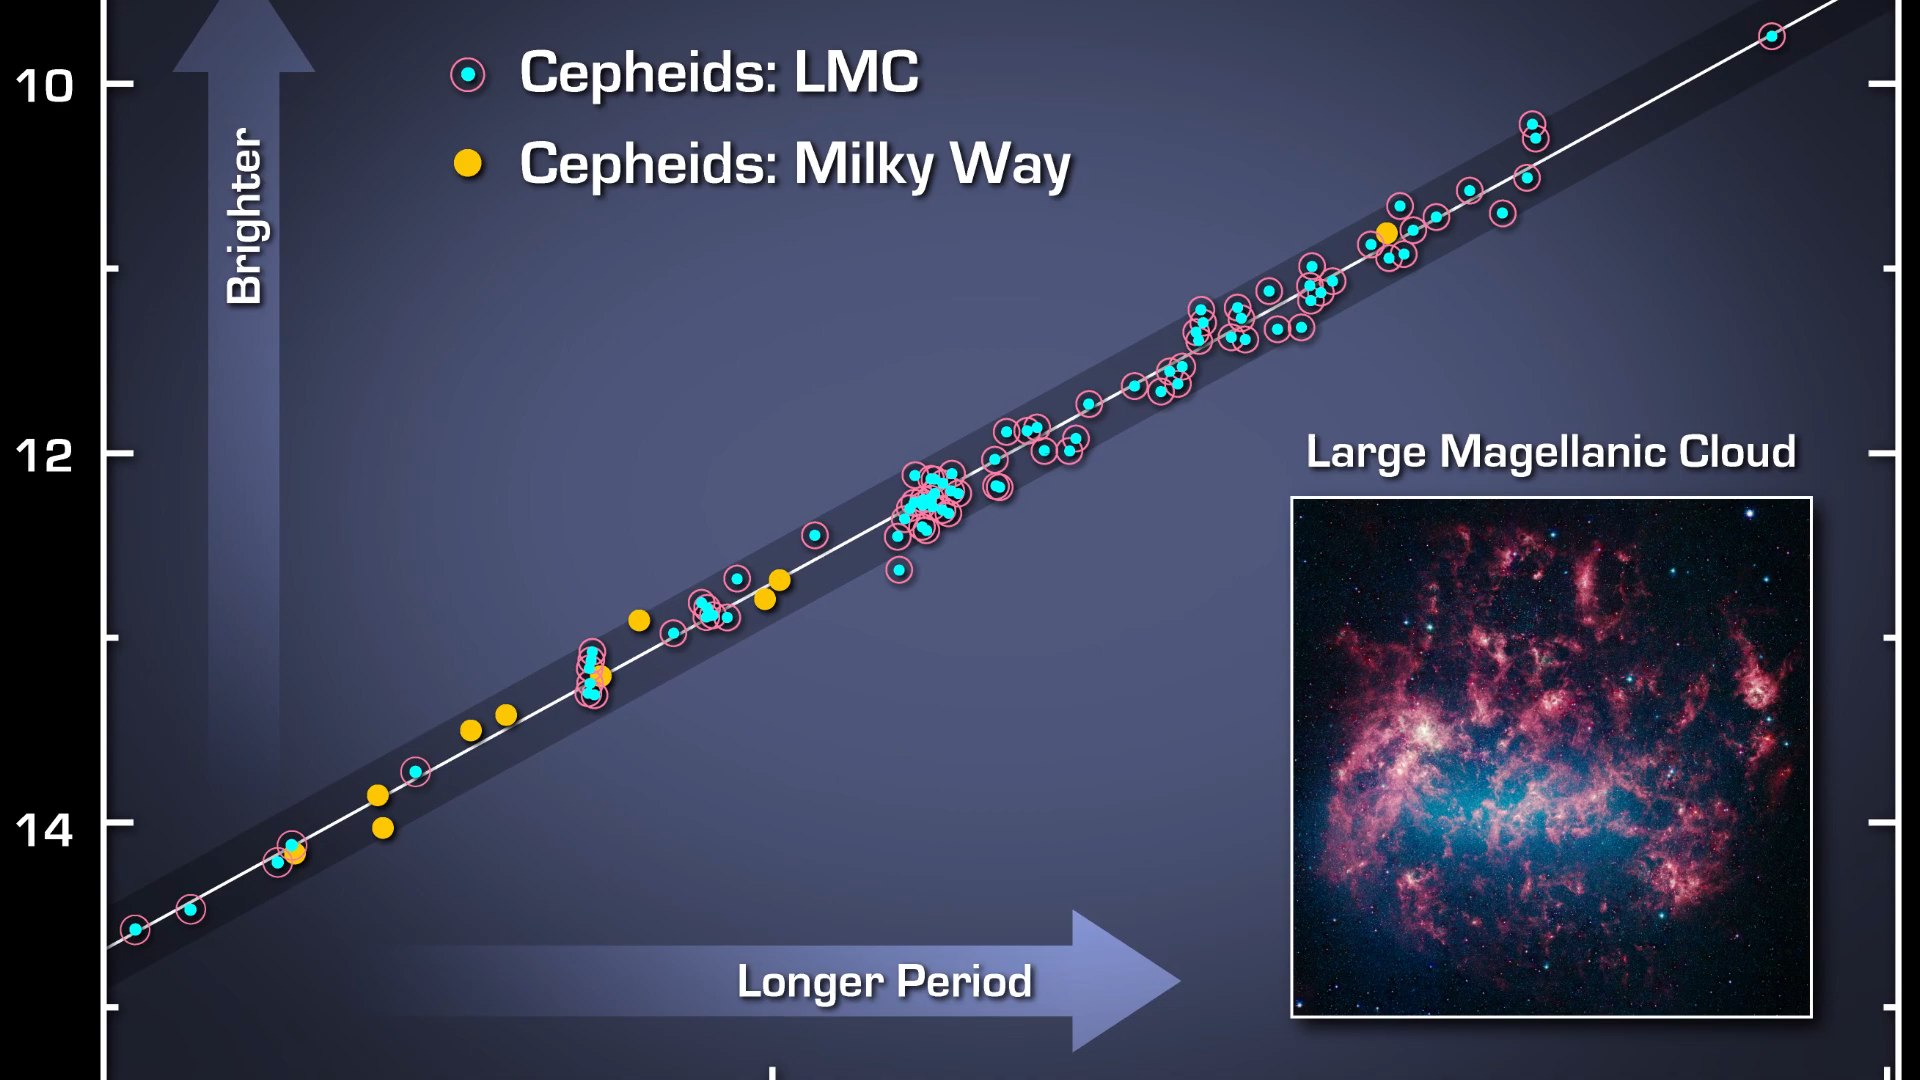 10
12
14
Brighter
Cepheids: LMC
Cepheids: Milky Way
Large Magellanic Cloud
Longer Period